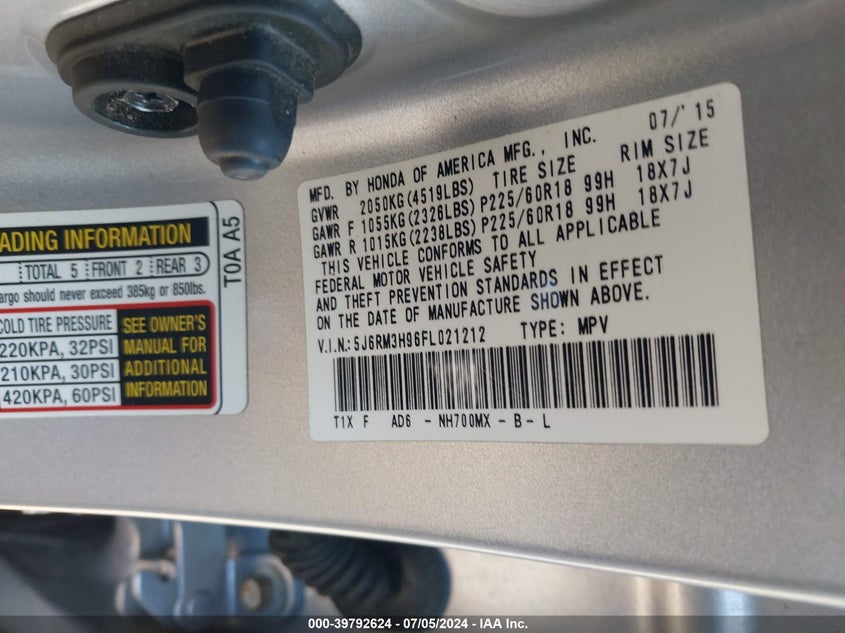 ADING INFORMATION
TOTAL 5 FRONT 2 REAR 3
argo should never exceed 385kg or 850lbs.
COLD TIRE PRESSURE
220KPA, 32PSI
210KPA, 30PSI
420KPA, 60PSI
SEE OWNER'S
MANUAL FOR
ADDITIONAL
INFORMATION
T0A A5
MFD. BY HONDA OF AMERICA MFG., INC. 07/'15
GVWR 2050KG(4519LBS) TIRE SIZE RIM SIZE
GAWR F 1055KG(2326LBS) P225/60R18 99H 18X7J
GAWR R 1015KG(2238LBS) P225/60R18 99H 18X7J
THIS VEHICLE CONFORMS TO ALL APPLICABLE
FEDERAL MOTOR VEHICLE SAFETY
AND THEFT PREVENTION STANDARDS IN EFFECT
ON THE DATE OF MANUFACTURE SHOWN ABOVE.
V.I.N.:5J6RM3H96FL021212 TYPE: MPV
T1X F AD6 - NH700MX - B - L
000-39792624 - 07/05/2024 - IAA Inc.